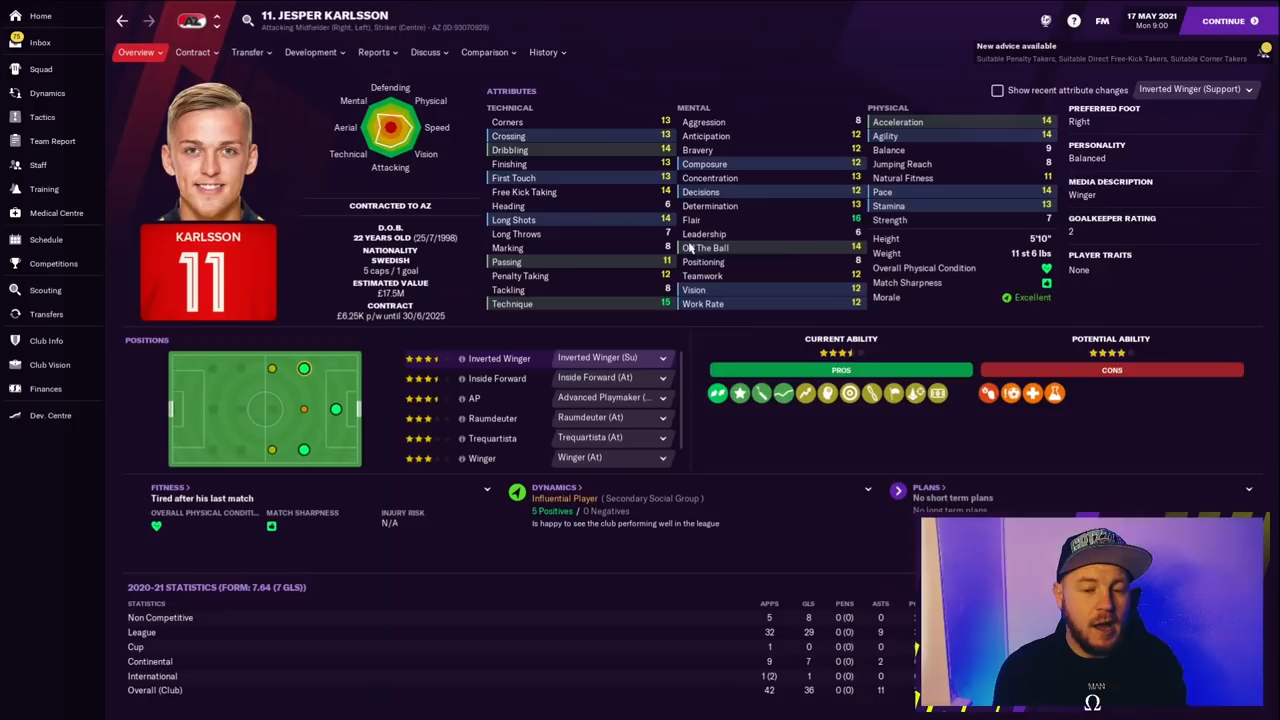 Home
75
Inbox
Squad
Dynamics
Tactics
Team Report
Staff
Training
Medical Centre
Schedule
Competitions
Scouting
Transfers
Club Info
Club Vision
Finances
Dev. Centre
AZ
11. JESPER KARLSSON
Attacking Midfielder (Right, Left), Striker (Centre) - AZ (ID:93070929)
?
FM
17 MAY 2021
Mon 9:00
CONTINUE
Overview
Contract
Transfer
Development
Reports
Discuss
Comparison
History
New advice available
Suitable Penalty Takers, Suitable Direct Free-Kick Takers, Suitable Corner Takers
Defending
Mental
Physical
Aerial
Speed
Technical
Vision
Attacking
KARLSSON
11
CONTRACTED TO AZ
D.O.B.
22 YEARS OLD (25/7/1998)
NATIONALITY
SWEDISH
5 caps / 1 goal
ESTIMATED VALUE
£17.5M
CONTRACT
£6.25K p/w until 30/6/2025
ATTRIBUTES
Show recent attribute changes
Inverted Winger (Support)
TECHNICAL
Corners 13
Crossing 13
Dribbling 14
Finishing 13
First Touch 13
Free Kick Taking 14
Heading 6
Long Shots 14
Long Throws 7
Marking 8
Passing 11
Penalty Taking 12
Tackling 8
Technique 15
MENTAL
Aggression 8
Anticipation 12
Bravery 12
Composure 12
Concentration 13
Decisions 12
Determination 13
Flair 16
Leadership 6
O The Ball 14
Positioning 8
Teamwork 12
Vision 12
Work Rate 12
PHYSICAL
Acceleration 14
Agility 14
Balance 9
Jumping Reach 8
Natural Fitness 11
Pace 14
Stamina 13
Strength 7
Height 5'10"
Weight 11 st 6 lbs
Overall Physical Condition
Match Sharpness
Morale Excellent
PREFERRED FOOT
Right
PERSONALITY
Balanced
MEDIA DESCRIPTION
Winger
GOALKEEPER RATING
2
PLAYER TRAITS
None
POSITIONS
Inverted Winger Inverted Winger (Su)
Inside Forward Inside Forward (At)
AP Advanced Playmaker (...
Raumdeuter Raumdeuter (At)
Trequartista Trequartista (At)
Winger Winger (At)
CURRENT ABILITY
PROS
POTENTIAL ABILITY
CONS
FITNESS >
Tired after his last match
OVERALL PHYSICAL CONDITI...
MATCH SHARPNESS
INJURY RISK
N/A
DYNAMICS >
Influential Player ( Secondary Social Group )
5 Positives / 0 Negatives
Is happy to see the club performing well in the league
PLANS >
No short term plans
No long term plans
2020-21 STATISTICS (FORM: 7.64 (7 GLS))
STATISTICS APPS GLS PENS ASTS
Non Competitive 5 8 0 (0) 0
League 32 29 0 (0) 9
Cup 1 0 0 (0) 0
Continental 9 7 0 (0) 2
International 1 (2) 1 0 (0) 0
Overall (Club) 42 36 0 (0) 11
MAN
Ω